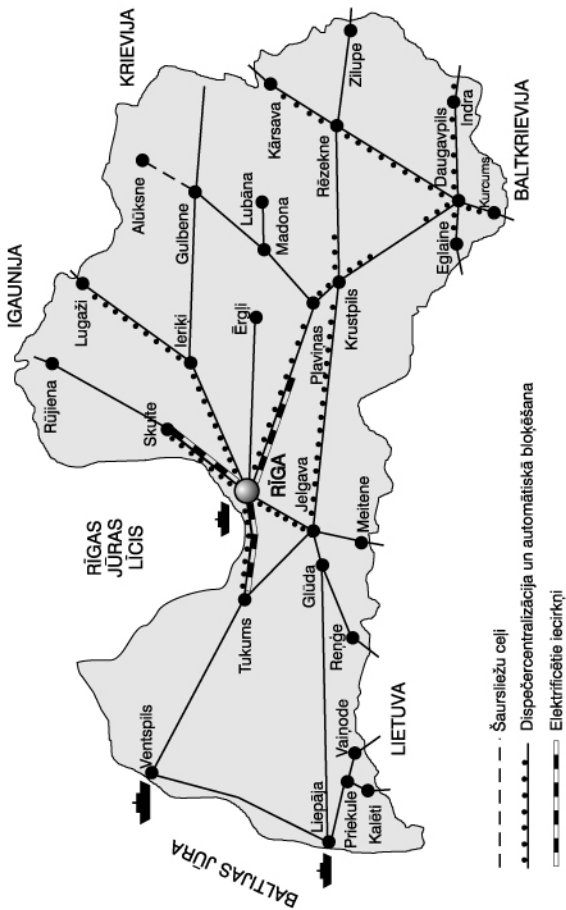 IGAUNIJA
KRIEVIJA
BALTKRIEVIJA
LIETUVA
BALTIJAS JŪRA
RĪGAS
JŪRAS
LĪCIS
Rūjiena
Lugaži
Alūksne
Skulte
Ieriķi
Gulbene
Kārsava
Ērgļi
Madona
Lubāna
Rēzekne
Zilupe
Ventspils
Tukums
RĪGA
Pļaviņas
Krustpils
Jelgava
Glūda
Meitene
Reņģe
Liepāja
Priekule
Vaiņode
Kalēti
Eglaine
Daugavpils
Indra
Kurcums
Šaursliežu ceļi
Dispečercentralizācija un automātiskā bloķēšana
Elektrificētie iecirkņi